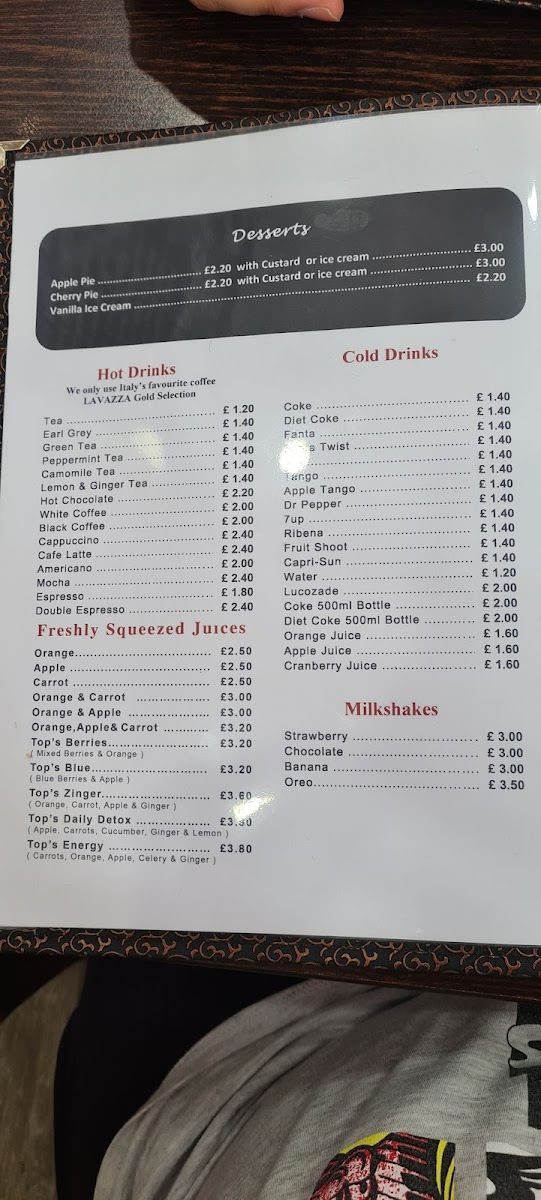 Desserts
Apple Pie ........ £2.20 with Custard or ice cream ........ £3.00
Cherry Pie ........ £2.20 with Custard or ice cream ........ £3.00
Vanilla Ice Cream ........ £2.20
Hot Drinks
We only use Italy's favourite coffee
LAVAZZA Gold Selection
Tea ........ £ 1.20
Earl Grey ........ £ 1.40
Green Tea ........ £ 1.40
Peppermint Tea ........ £ 1.40
Camomile Tea ........ £ 1.40
Lemon & Ginger Tea ........ £ 1.40
Hot Chocolate ........ £ 2.20
White Coffee ........ £ 2.00
Black Coffee ........ £ 2.00
Cappuccino ........ £ 2.40
Cafe Latte ........ £ 2.40
Americano ........ £ 2.00
Mocha ........ £ 2.40
Espresso ........ £ 1.80
Double Espresso ........ £ 2.40
Freshly Squeezed Juices
Orange........ £2.50
Apple ........ £2.50
Carrot ........ £2.50
Orange & Carrot ........ £3.00
Orange & Apple ........ £3.00
Orange,Apple& Carrot ........ £3.20
Top's Berries........ £3.20
( Mixed Berries & Orange )
Top's Blue........ £3.20
( Blue Berries & Apple )
Top's Zinger........ £3.60
( Orange, Carrot, Apple & Ginger )
Top's Daily Detox ........
( Apple, Carrots, Cucumber, Ginger & Lemon )
Top's Energy ........ £3.80
( Carrots, Orange, Apple, Celery & Ginger )
Cold Drinks
Coke ........ £ 1.40
Diet Coke ........ £ 1.40
Fanta ........ £ 1.40
Twist ........ £ 1.40
........ £ 1.40
Tango ........ £ 1.40
Apple Tango ........ £ 1.40
Dr Pepper ........ £ 1.40
7up ........ £ 1.40
Ribena ........ £ 1.40
Fruit Shoot ........ £ 1.40
Capri-Sun ........ £ 1.40
Water ........ £ 1.20
Lucozade ........ £ 2.00
Coke 500ml Bottle ........ £ 2.00
Diet Coke 500ml Bottle ........ £ 2.00
Orange Juice ........ £ 1.60
Apple Juice ........ £ 1.60
Cranberry Juice ........ £ 1.60
Milkshakes
Strawberry ........ £ 3.00
Chocolate ........ £ 3.00
Banana ........ £ 3.00
Oreo........ £ 3.50